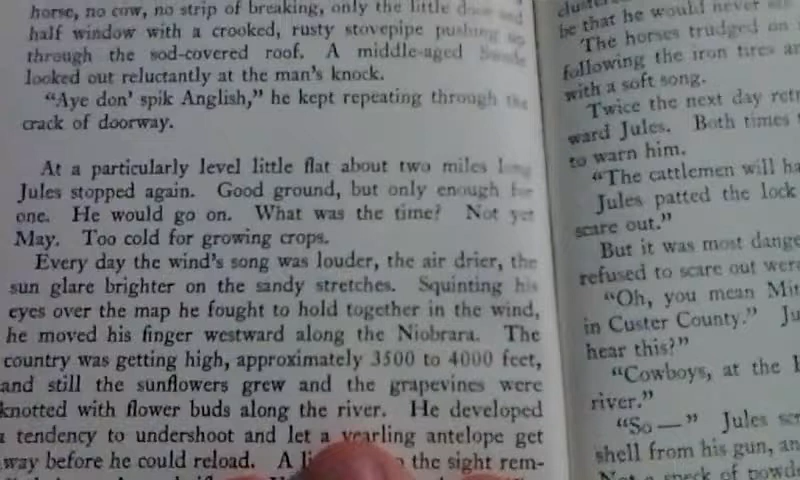 horse, no cow, no strip of breaking, only the little door and
half window with a crooked, rusty stovepipe pushing up
through the sod-covered roof. A middle-aged Swede
looked out reluctantly at the man's knock.
"Aye don' spik Anglish," he kept repeating through the
crack of doorway.
At a particularly level little flat about two miles long
Jules stopped again. Good ground, but only enough for
one. He would go on. What was the time? Not yet
May. Too cold for growing crops.
Every day the wind's song was louder, the air drier, the
sun glare brighter on the sandy stretches. Squinting his
eyes over the map he fought to hold together in the wind,
he moved his finger westward along the Niobrara. The
country was getting high, approximately 3500 to 4000 feet,
and still the sunflowers grew and the grapevines were
knotted with flower buds along the river. He developed
a tendency to undershoot and let a yearling antelope get
way before he could reload. A the sight rem-
be that he would never
The horses trudged on
following the iron tires
with a soft song.
Twice the next day
ward Jules. Both times
to warn him.
"The cattlemen will
Jules patted the lock
scare out."
But it was most
refused to scare out
"Oh, you mean
in Custer County."
hear this?"
"Cowboys, at the
river."
"So—" Jules
shell from his gun,
Not a speck of